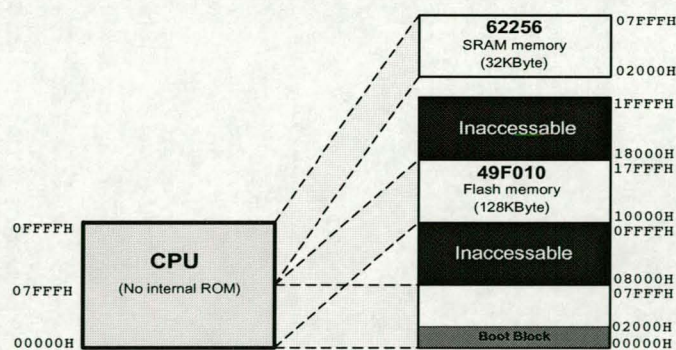 62256
SRAM memory
(32KByte)
07FFFH
02000H
1FFFFH
Inaccessable
18000H
17FFFH
49F010
Flash memory
(128KByte)
10000H
0FFFFH
Inaccessable
08000H
07FFFH
02000H
Boot Block
00000H
0FFFFH
CPU
(No internal ROM)
07FFFH
00000H